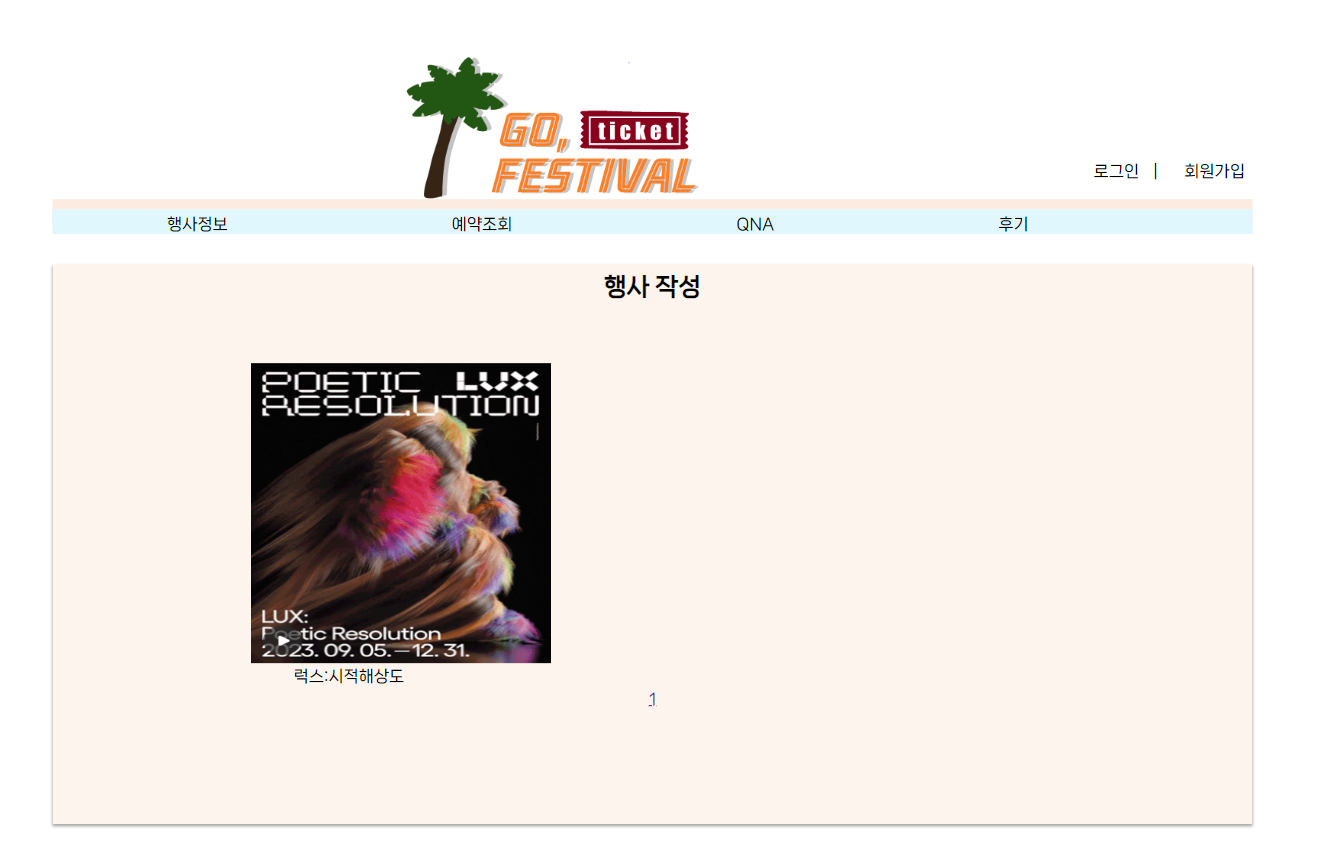 GO, ticket
FESTIVAL
로그인 | 회원가입
행사정보 예약조회 QNA 후기
행사 작성
POETIC LUX
RESOLUTION
LUX:
Poetic Resolution
2023. 09. 05.—12. 31.
럭스:시적해상도
1